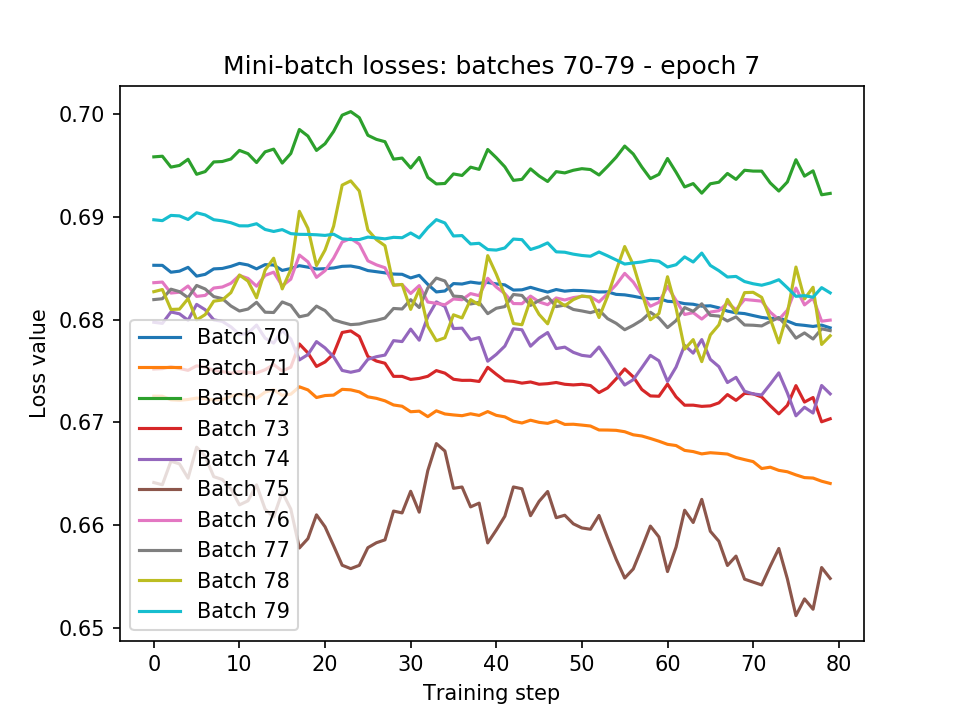 Mini-batch losses: batches 70-79 - epoch 7
Loss value
0.70
0.69
0.68
0.67
0.66
0.65
Batch 70
Batch 71
Batch 72
Batch 73
Batch 74
Batch 75
Batch 76
Batch 77
Batch 78
Batch 79
0 10 20 30 40 50 60 70 80
Training step